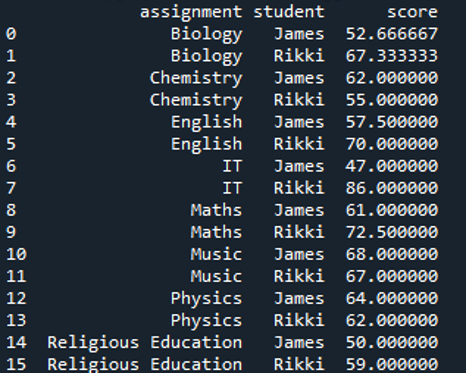 assignment student score
0 Biology James 52.666667
1 Biology Rikki 67.333333
2 Chemistry James 62.000000
3 Chemistry Rikki 55.000000
4 English James 57.500000
5 English Rikki 70.000000
6 IT James 47.000000
7 IT Rikki 86.000000
8 Maths James 61.000000
9 Maths Rikki 72.500000
10 Music James 68.000000
11 Music Rikki 67.000000
12 Physics James 64.000000
13 Physics Rikki 62.000000
14 Religious Education James 50.000000
15 Religious Education Rikki 59.000000